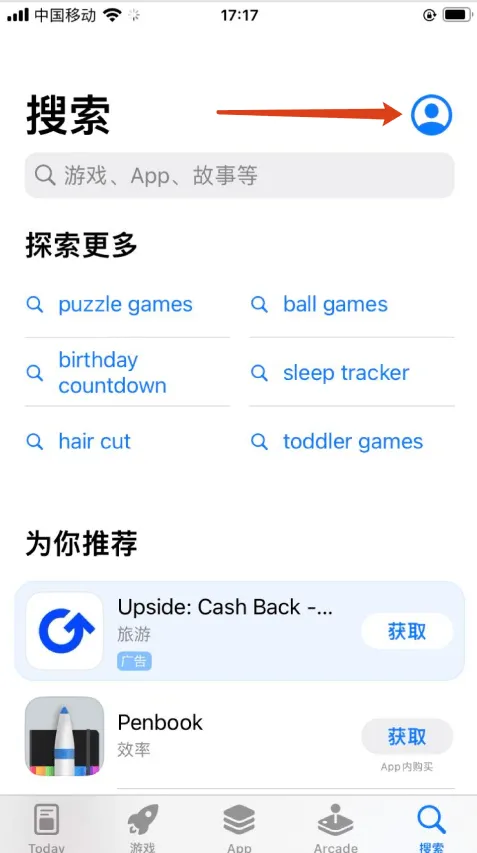 中国移动
17:17
搜索
游戏、App、故事等
探索更多
puzzle games
ball games
birthday
countdown
sleep tracker
hair cut
toddler games
为你推荐
Upside: Cash Back -...
旅游
广告
获取
Penbook
效率
获取
App内购买
Today
游戏
App
Arcade
搜索